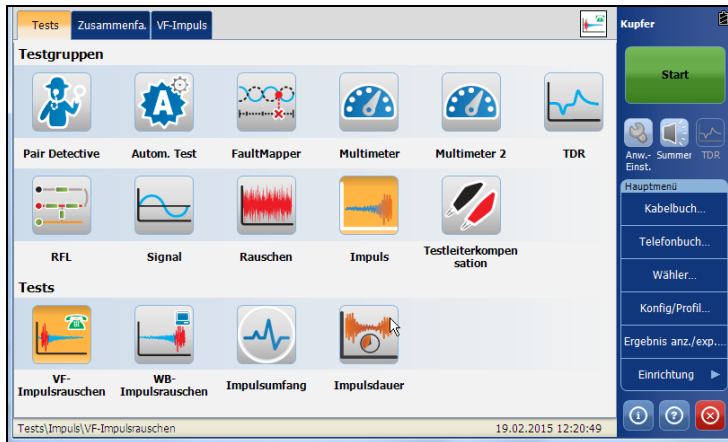 Tests Zusammenfa. VF-Impuls
Kupfer
Testgruppen
Start
Pair Detective Autom. Test FaultMapper Multimeter Multimeter 2 TDR
Anw.-Einst. Summer TDR
Hauptmenü
Kabelbuch...
Telefonbuch...
Wähler...
Konfig/Profil...
Ergebnis anz./exp....
Einrichtung
RFL Signal Rauschen Impuls Testleiterkompen
sation
Tests
VF-
Impulsrauschen
WB-
Impulsrauschen
Impulsumfang Impulsdauer
Tests\Impuls\VF-Impulsrauschen 19.02.2015 12:20:49